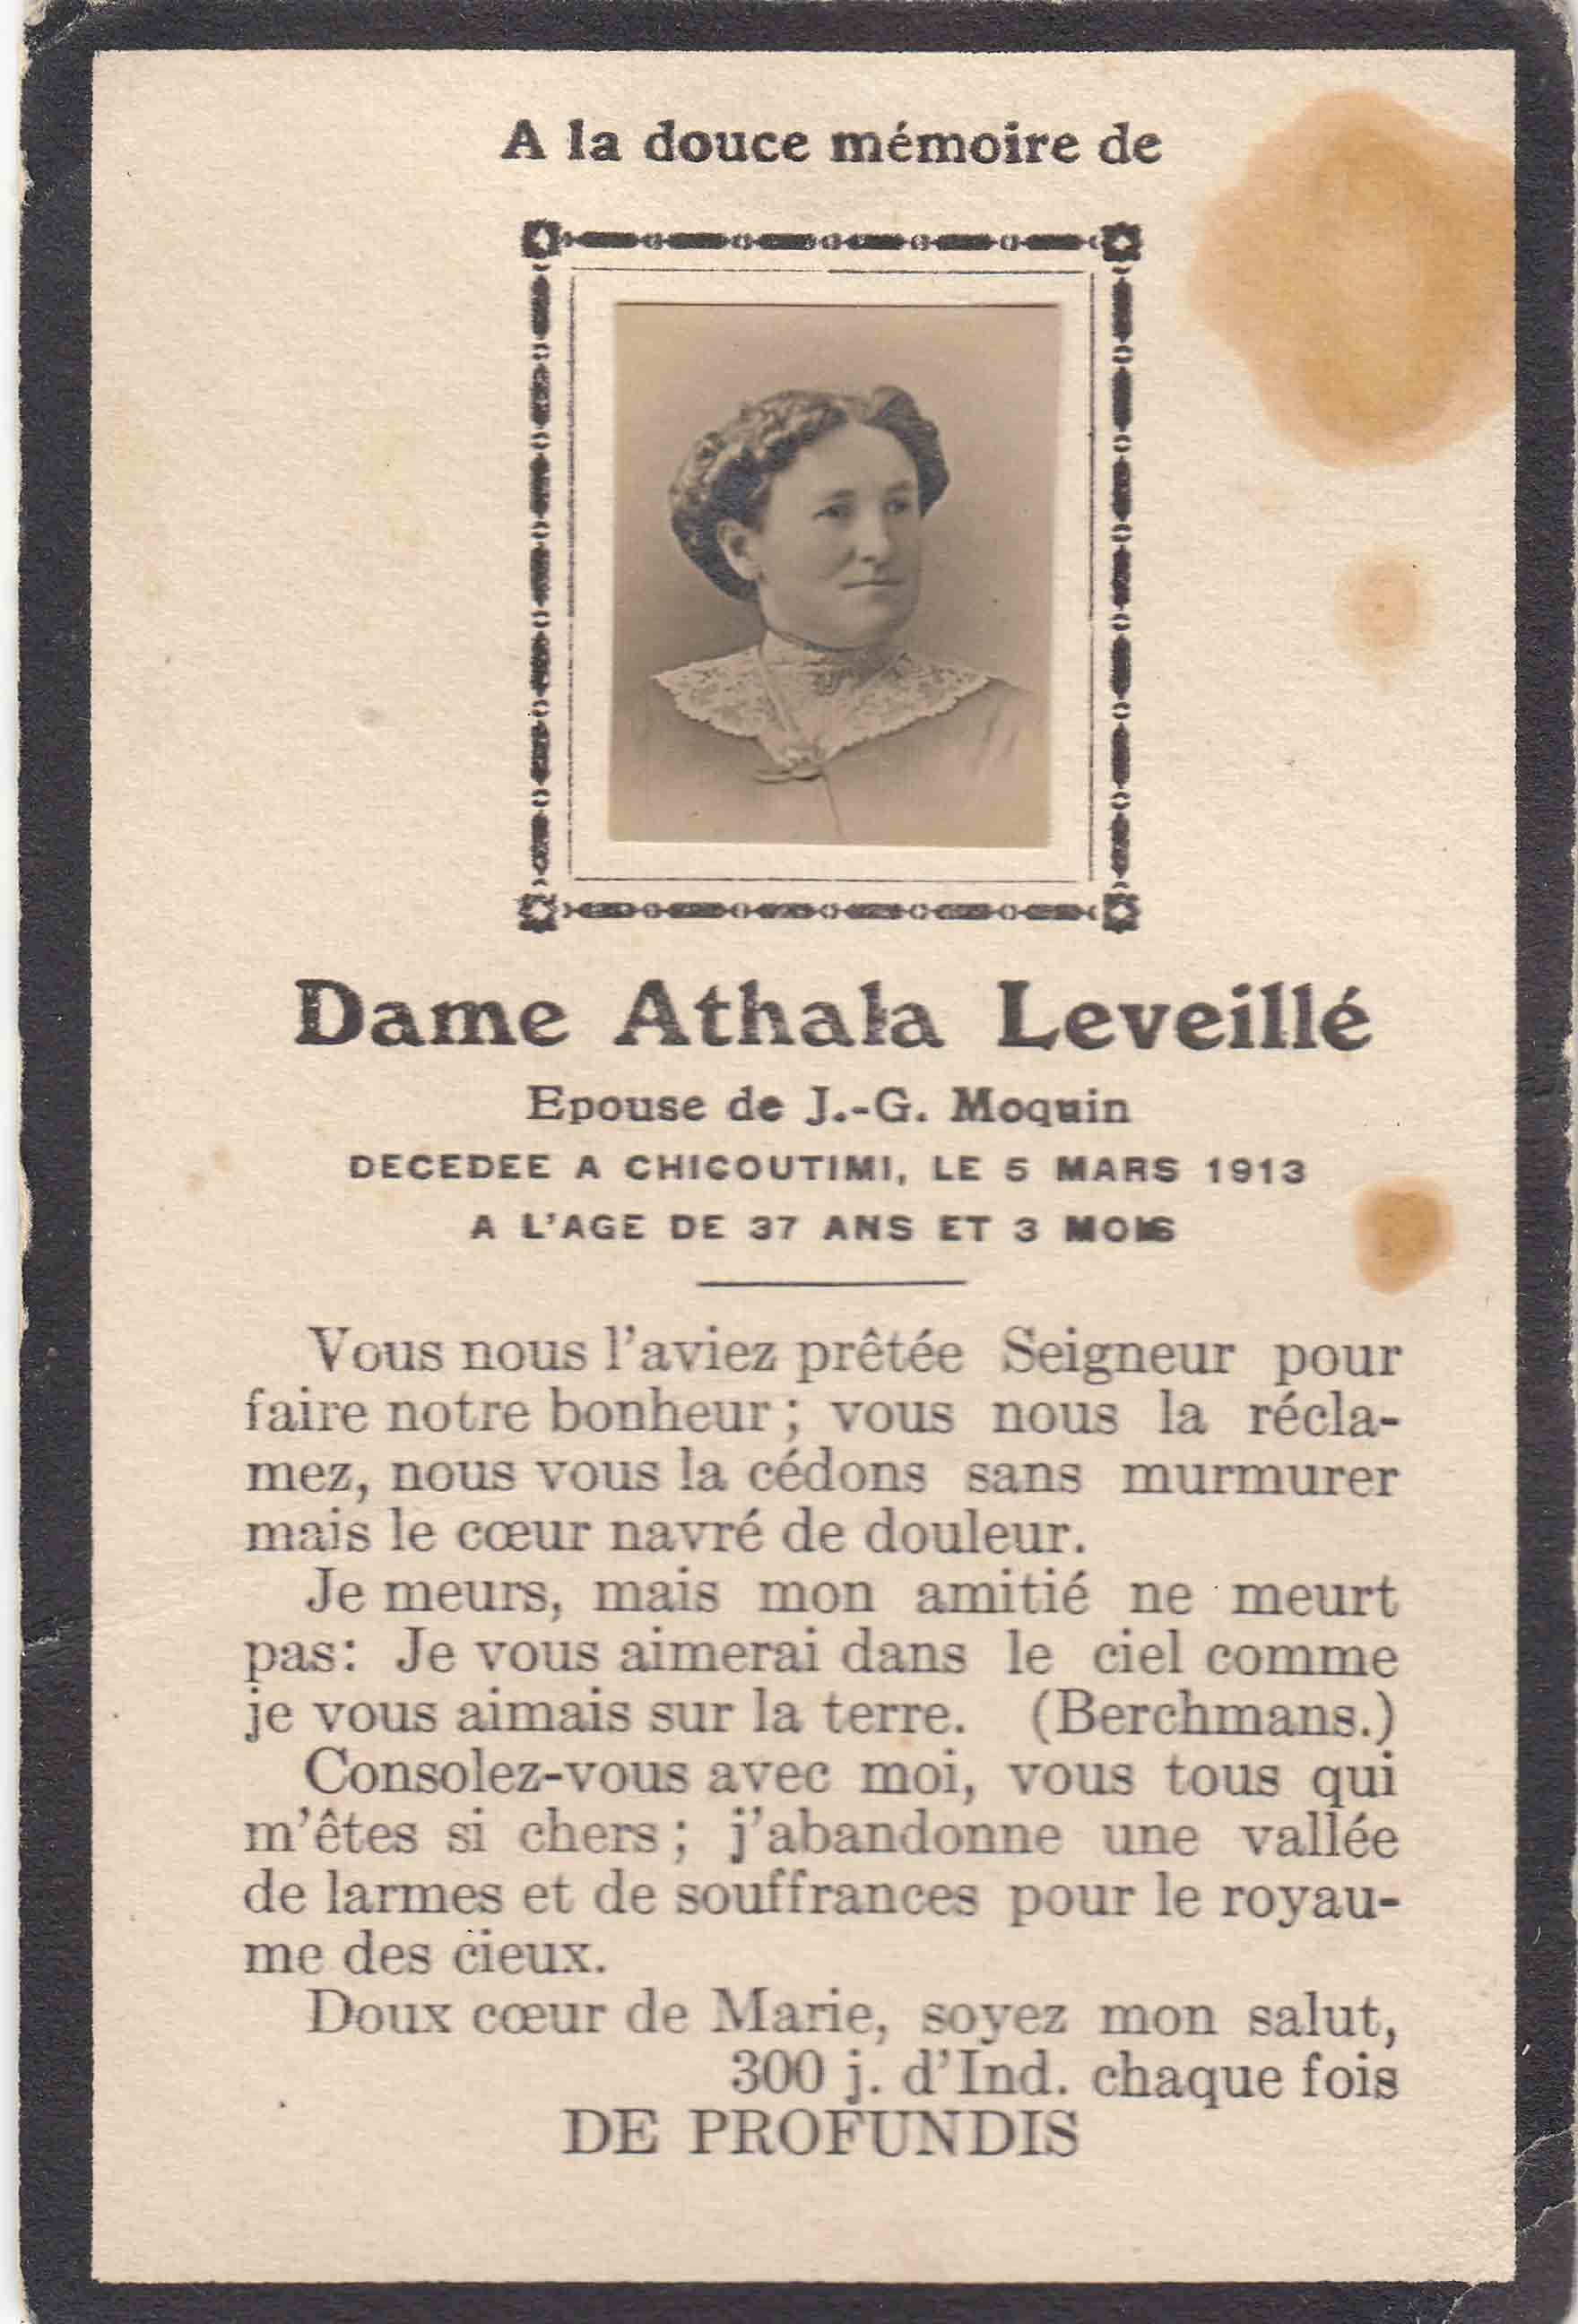 A la douce mémoire de
Dame Athala Leveillé
Epouse de J.-G. Moquin
DECEDEE A CHICOUTIMI, LE 5 MARS 1913
A L'AGE DE 37 ANS ET 3 MOIS
Vous nous l'aviez prêtée Seigneur pour
faire notre bonheur ; vous nous la récla-
mez, nous vous la cédons sans murmurer
mais le cœur navré de douleur.
Je meurs, mais mon amitié ne meurt
pas: Je vous aimerai dans le ciel comme
je vous aimais sur la terre. (Berchmans.)
Consolez-vous avec moi, vous tous qui
m'êtes si chers ; j'abandonne une vallée
de larmes et de souffrances pour le royau-
me des cieux.
Doux cœur de Marie, soyez mon salut,
300 j. d'Ind. chaque fois
DE PROFUNDIS